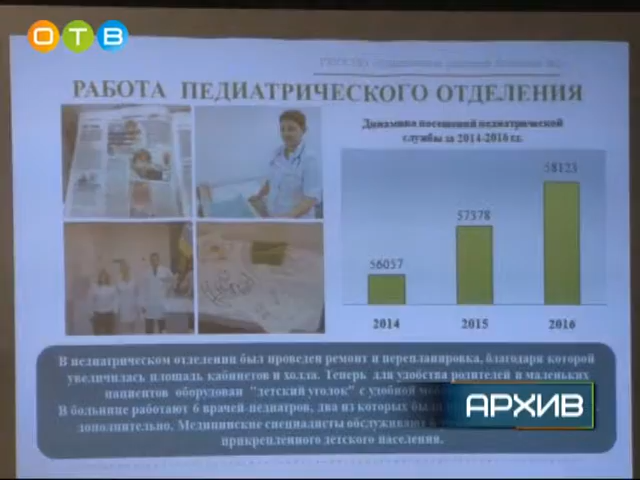 ОТВ
РАБОТА ПЕДИАТРИЧЕСКОГО ОТДЕЛЕНИЯ
Динамика посещений педиатрической
службы за 2014-2016 гг.
56057
57378
58123
2014
2015
2016
В педиатрическом отделении был проведен ремонт и перепланировка, благодаря которой
увеличилась площадь кабинетов и холла. Теперь для удобства родителей и маленьких
пациентов оборудован "детский уголок" с удобной
В больнице работают 6 врачей-педиатров, два из которых были
дополнительно. Медицинские специалисты обслуживают
прикрепленного детского населения.
АРХИВ